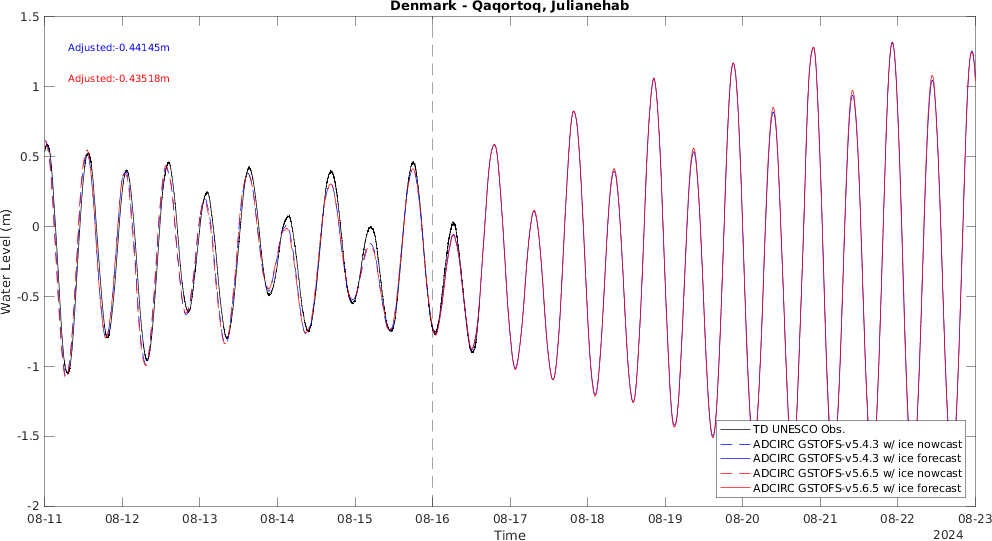 Denmark - Qaqortoq, Julianehab
Adjusted:-0.44145m
Adjusted:-0.43518m
Water Level (m)
1.5
1
0.5
0
-0.5
-1
-1.5
-2
TD UNESCO Obs.
ADCIRC GSTOFS-v5.4.3 w/ ice nowcast
ADCIRC GSTOFS-v5.4.3 w/ ice forecast
ADCIRC GSTOFS-v5.6.5 w/ ice nowcast
ADCIRC GSTOFS-v5.6.5 w/ ice forecast
08-11 08-12 08-13 08-14 08-15 08-16 08-17 08-18 08-19 08-20 08-21 08-22 08-23
Time
2024